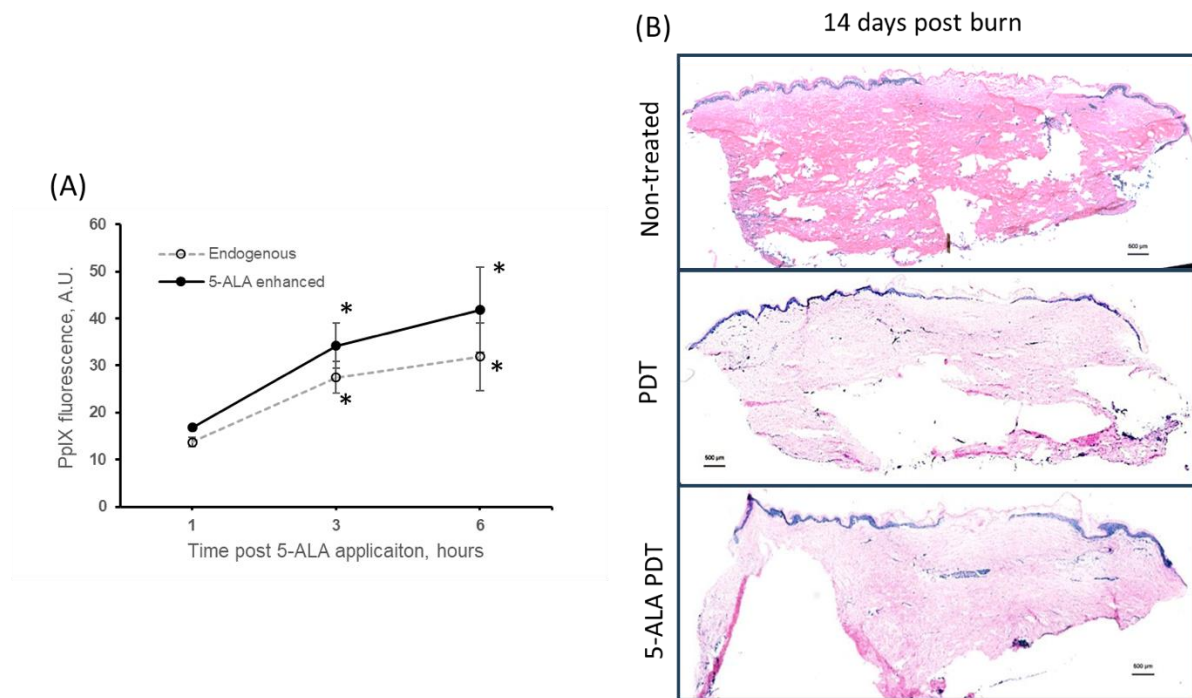 (A)
60
50
40
30
20
10
0
PpIX fluorescence, A.U.
Endogenous
5-ALA enhanced
*
*
*
*
1 3 6
Time post 5-ALA applicaiton, hours
(B)
14 days post burn
Non-treated
500 µm
PDT
500 µm
5-ALA PDT
500 µm